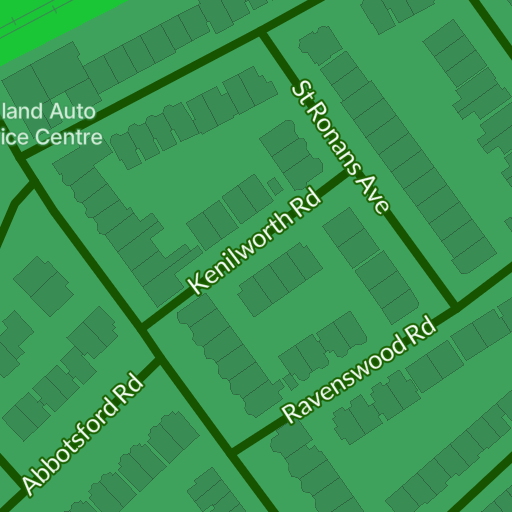 land Auto
ice Centre
St Ronans Ave
Kenilworth Rd
Ravenswood Rd
Abbotsford Rd